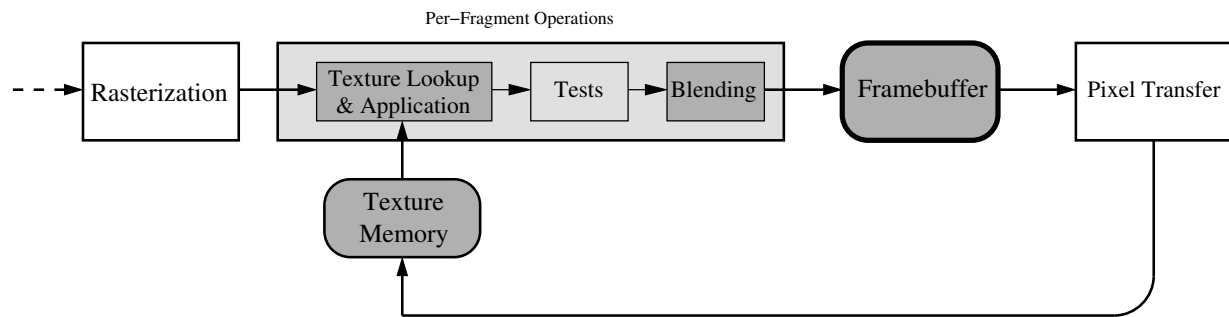 Per−Fragment Operations
Rasterization
Texture Lookup
& Application
Tests
Blending
Framebuffer
Pixel Transfer
Texture
Memory